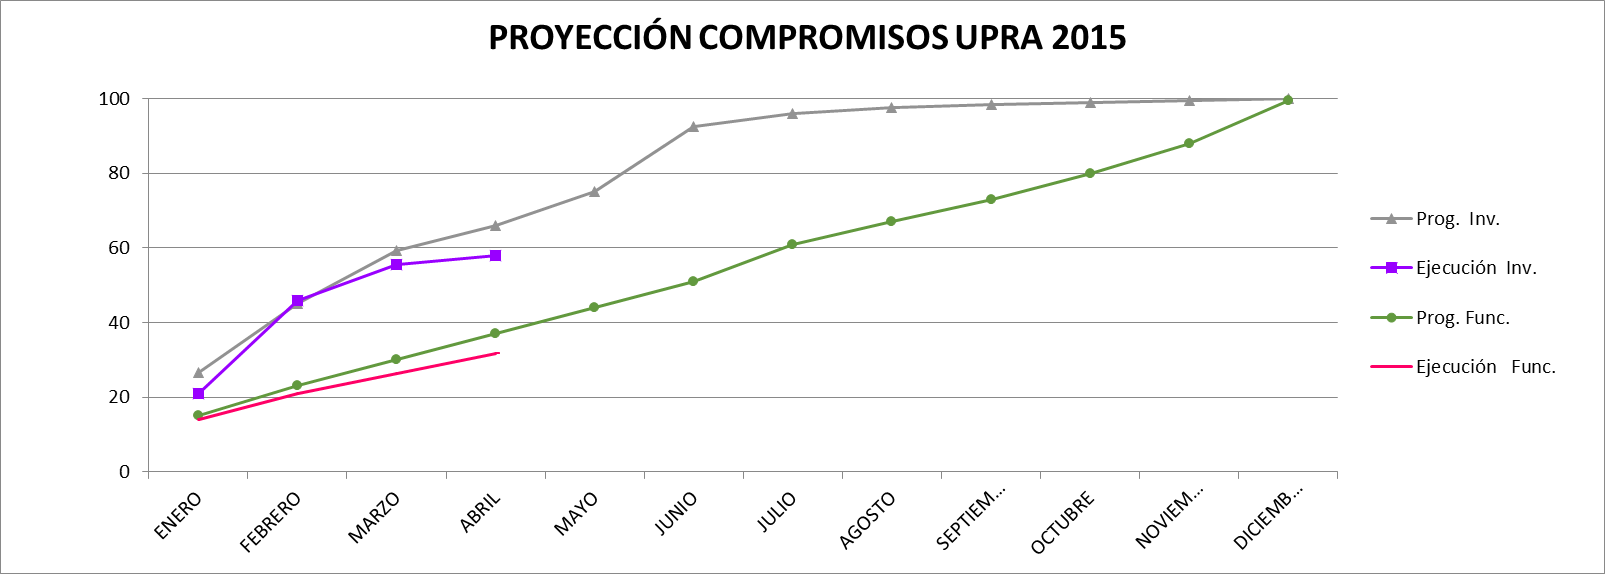 PROYECCIÓN COMPROMISOS UPRA 2015
100
80
60
40
20
0
ENERO
FEBRERO
MARZO
ABRIL
MAYO
JUNIO
JULIO
AGOSTO
SEPTIEM...
OCTUBRE
NOVIEM...
DICIEMB...
Prog. Inv.
Ejecución Inv.
Prog. Func.
Ejecución Func.